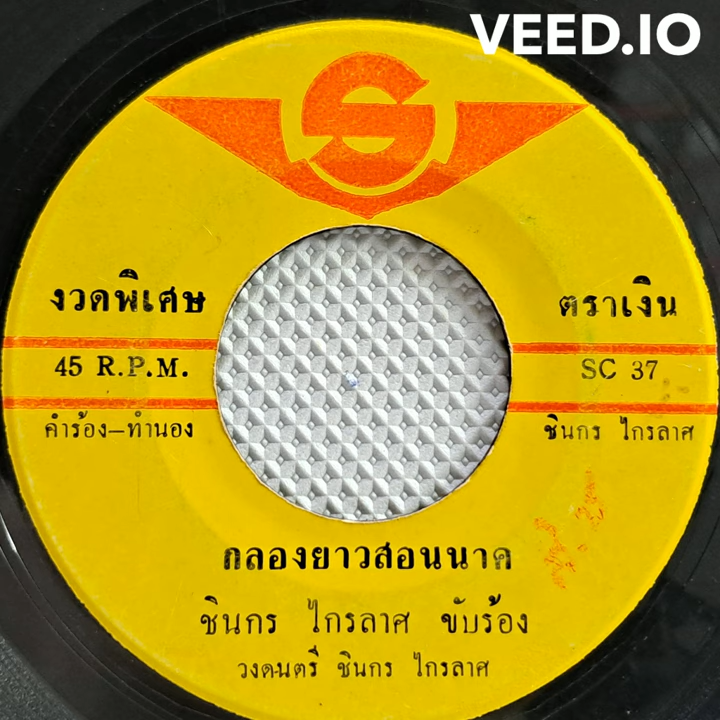 VEED.IO
S
งวดพิเศษ
ตราเงิน
45 R.P.M.
SC 37
คำร้อง-ทำนอง
ชินกร ไกรลาศ
กลองยาวสอนนาค
ชินกร ไกรลาศ ขับร้อง
วงดนตรี ชินกร ไกรลาศ